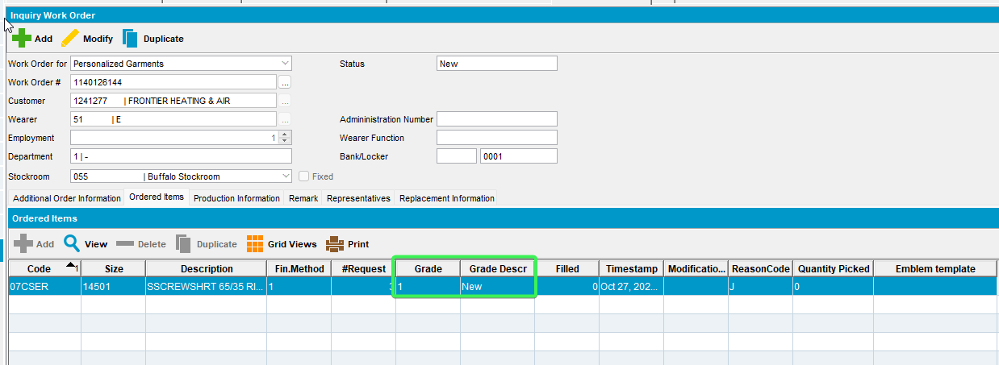 Inquiry Work Order
Add Modify Duplicate
Work Order for Personalized Garments Status New
Work Order # 1140126144 ...
Customer 1241277 | FRONTIER HEATING & AIR ...
Wearer 51 | E ... Admininistration Number
Employment 1 Wearer Function
Department 1 | - Bank/Locker 0001
Stockroom 055 | Buffalo Stockroom Fixed
Additional Order Information Ordered Items Production Information Remark Representatives Replacement Information
Ordered Items
Add View Delete Duplicate Grid Views Print
Code 1 Size Description Fin.Method #Request Grade Grade Descr Filled Timestamp Modificatio... ReasonCode Quantity Picked Emblem template
07CSER 14501 SSCREWSHRT 65/35 RI... 1 3 1 New 0 Oct 27, 202... J 0